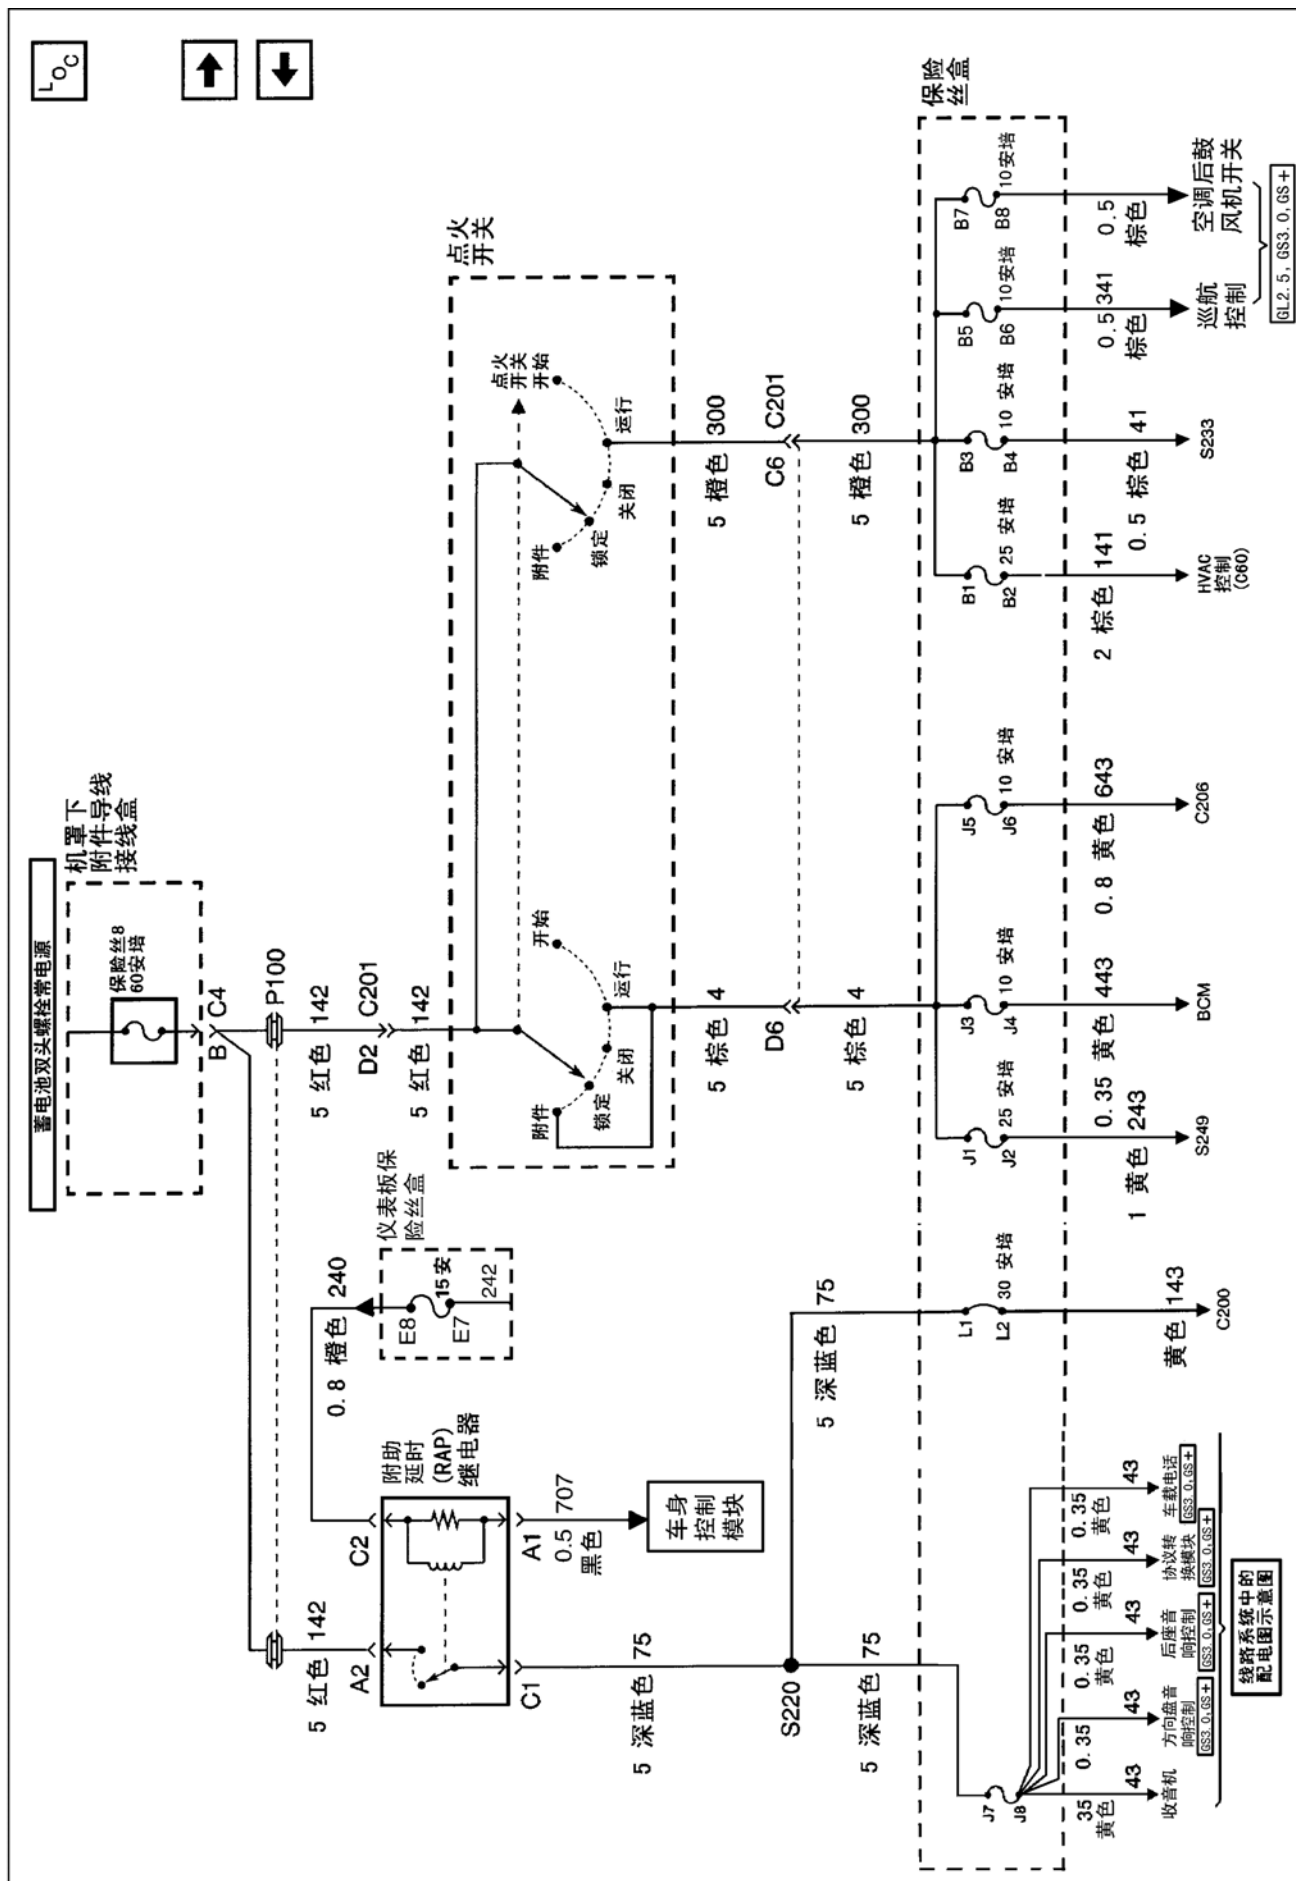 LOC
蓄电池双头螺栓常电源
机罩下
附件导线
接线盒
保险丝8
60安培
B C4
P100
5 红色 142
D2 C201
5 红色 142
5 红色 142
A2
附助
延时
(RAP)
继电器
C2
0.8 橙色 240
仪表板保
险丝盒
E8
15安
E7
242
A1
0.5 707
黑色
车身
控制
模块
C1
5 深蓝色 75
S220
5 深蓝色 75
5 深蓝色 75
点火
开关
附件
锁定
关闭
运行
开始
附件
锁定
关闭
运行
点火
开关
开始
5 棕色 4
D6
5 棕色 4
5 橙色 300
C6 C201
5 橙色 300
保险
丝盒
J7
J8
L1
L2 30 安培
J1
J2 25 安培
J3
J4 10 安培
J5
J6 10 安培
B1
B2 25 安培
B3
B4 10 安培
B5
B6 10安培
B7
B8 10安培
35 43
黄色
收音机
0.35 43
方向盘音
响控制
GS3.0,GS+
0.35 43
黄色
后座音
响控制
GS3.0,GS+
0.35 43
黄色
协议转
换模块
GS3.0,GS+
0.35 43
黄色
车载电话
GS3.0,GS+
线路系统中的
配电图示意图
黄色 143
C200
1 黄色 243
S249
0.35 黄色 443
BCM
0.8 黄色 643
C206
2 棕色 141
HVAC
控制
(C60)
0.5 棕色 41
S233
0.5 341
棕色
巡航
控制
0.5
棕色
空调后鼓
风机开关
GL2.5, GS3.0,GS+